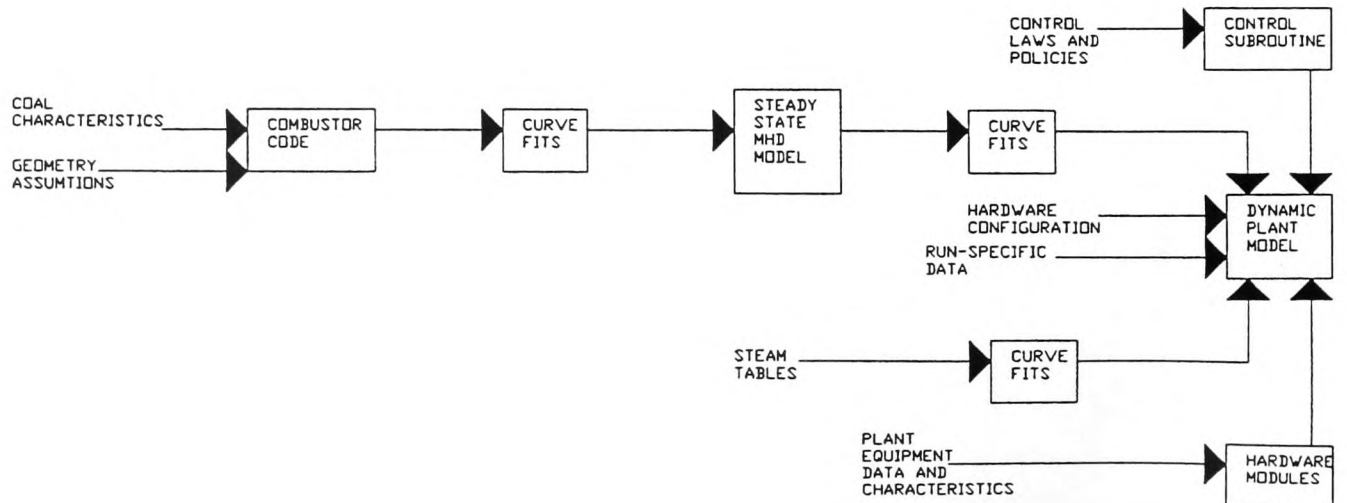 CONTROL
LAWS AND
POLICIES
CONTROL
SUBROUTINE
COAL
CHARACTERISTICS
GEOMETRY
ASSUMTIONS
COMBUSTOR
CODE
CURVE
FITS
STEADY
STATE
MHD
MODEL
CURVE
FITS
HARDWARE
CONFIGURATION
RUN-SPECIFIC
DATA
DYNAMIC
PLANT
MODEL
STEAM
TABLES
CURVE
FITS
PLANT
EQUIPMENT
DATA AND
CHARACTERISTICS
HARDWARE
MODULES